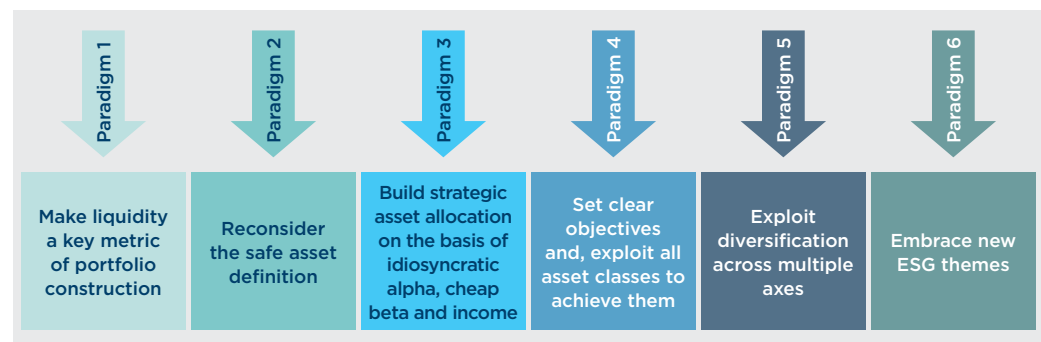 Paradigm 1
Paradigm 2
Paradigm 3
Paradigm 4
Paradigm 5
Paradigm 6
Make liquidity
a key metric
of portfolio
construction
Reconsider
the safe asset
definition
Build strategic
asset allocation
on the basis of
idiosyncratic
alpha, cheap
beta and income
Set clear
objectives
and, exploit all
asset classes to
achieve them
Exploit
diversification
across multiple
axes
Embrace new
ESG themes